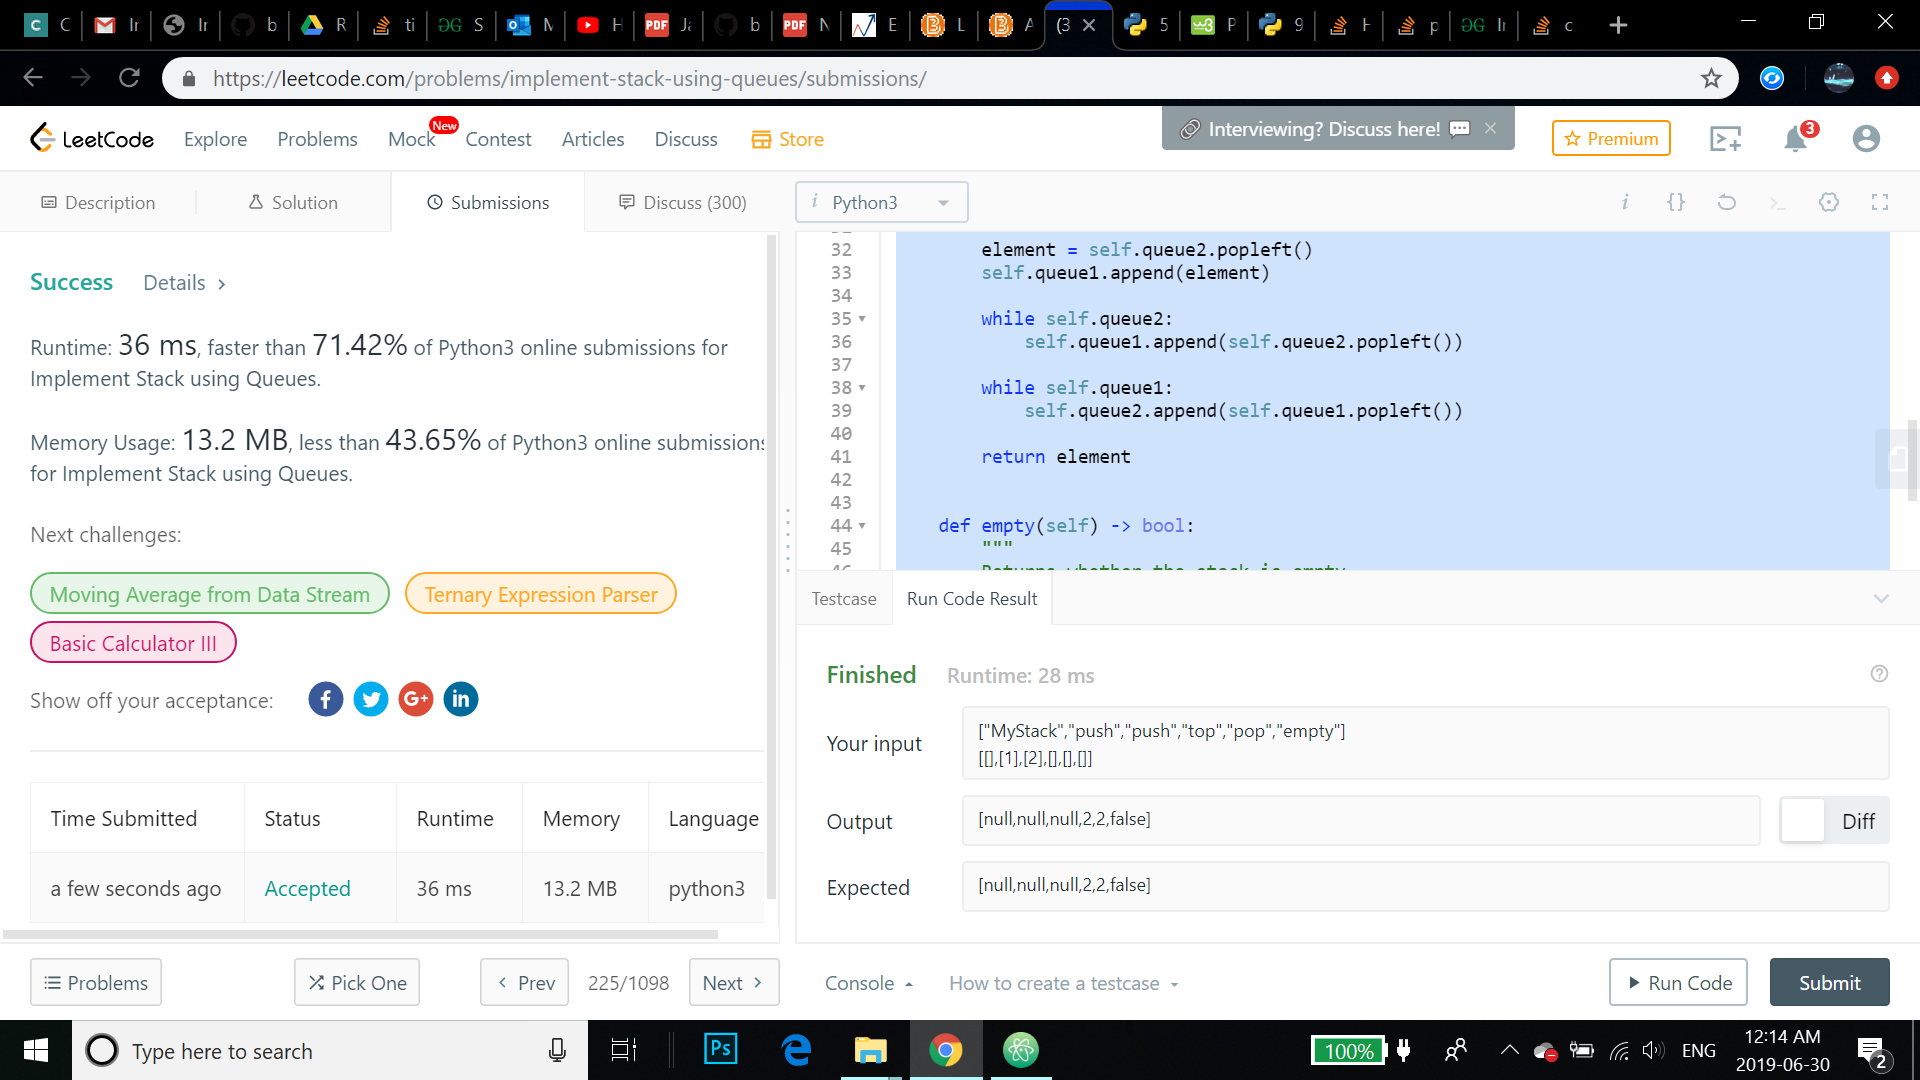 (3
https://leetcode.com/problems/implement-stack-using-queues/submissions/
LeetCode Explore Problems Mock New Contest Articles Discuss Store
Interviewing? Discuss here!
Premium
3
Description Solution Submissions Discuss (300)
Python3
Success Details >
Runtime: 36 ms, faster than 71.42% of Python3 online submissions for
Implement Stack using Queues.
Memory Usage: 13.2 MB, less than 43.65% of Python3 online submissions
for Implement Stack using Queues.
Next challenges:
Moving Average from Data Stream Ternary Expression Parser
Basic Calculator III
Show off your acceptance:
Time Submitted Status Runtime Memory Language
a few seconds ago Accepted 36 ms 13.2 MB python3
32 element = self.queue2.popleft()
33 self.queue1.append(element)
34
35 while self.queue2:
36 self.queue1.append(self.queue2.popleft())
37
38 while self.queue1:
39 self.queue2.append(self.queue1.popleft())
40
41 return element
42
43
44 def empty(self) -> bool:
45 """
46 Returns whether the stack is empty
Testcase Run Code Result
Finished Runtime: 28 ms
Your input
["MyStack","push","push","top","pop","empty"]
[[],[1],[2],[],[],[]]
Output [null,null,null,2,2,false] Diff
Expected [null,null,null,2,2,false]
Problems Pick One < Prev 225/1098 Next >
Console How to create a testcase Run Code Submit
Type here to search
Ps
100%
ENG
12:14 AM
2019-06-30
2